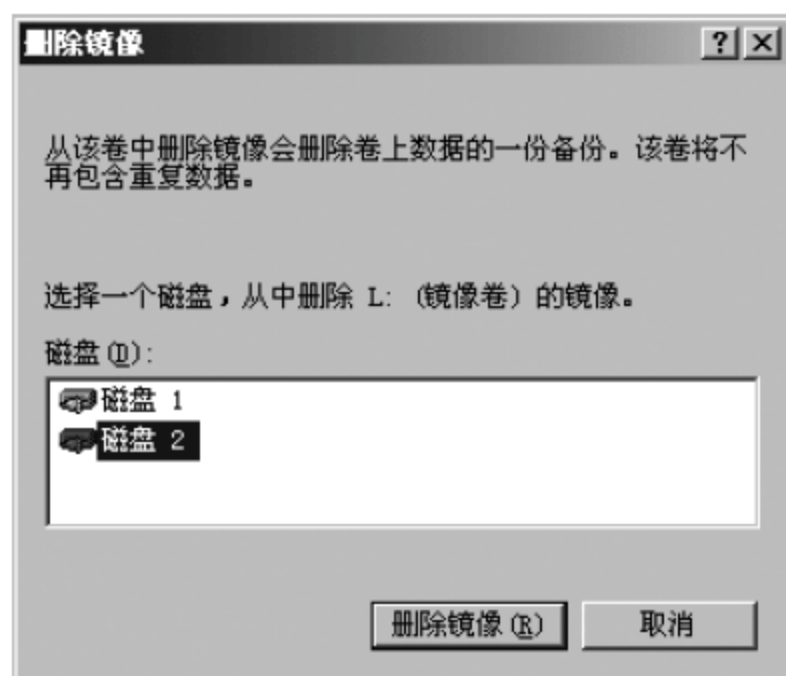 删除镜像
从该卷中删除镜像会删除卷上数据的一份备份。该卷将不
再包含重复数据。
选择一个磁盘，从中删除 L: (镜像卷) 的镜像。
磁盘(D):
磁盘 1
磁盘 2
删除镜像(R)
取消